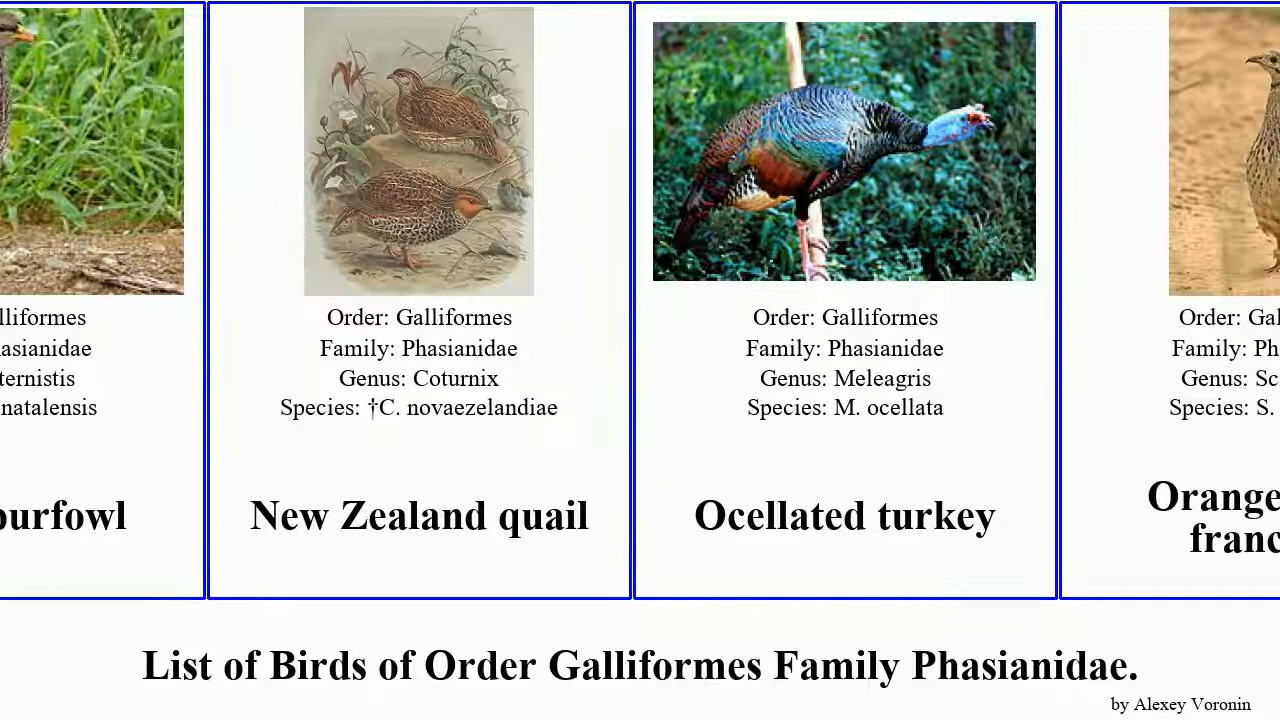 lliformes
asianidae
ternistis
natalensis
ourfowl
Order: Galliformes
Family: Phasianidae
Genus: Coturnix
Species: †C. novaezelandiae
New Zealand quail
Order: Galliformes
Family: Phasianidae
Genus: Meleagris
Species: M. ocellata
Ocellated turkey
Order: Gal
Family: Ph
Genus: Sc
Species: S.
Orange
franc
List of Birds of Order Galliformes Family Phasianidae.
by Alexey Voronin